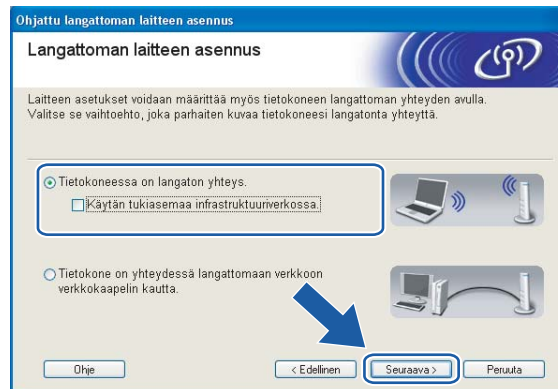 Ohjattu langattoman laitteen asennus
Langattoman laitteen asennus
Laitteen asetukset voidaan määrittää myös tietokoneen langattoman yhteyden avulla.
Valitse se vaihtoehto, joka parhaiten kuvaa tietokoneesi langatonta yhteyttä.
Tietokoneessa on langaton yhteys.
Käytän tukiasemaa infrastruktuuriverkossa.
Tietokone on yhteydessä langattomaan verkkoon
verkkokaapelin kautta.
Ohje
< Edellinen
Seuraava >
Peruuta